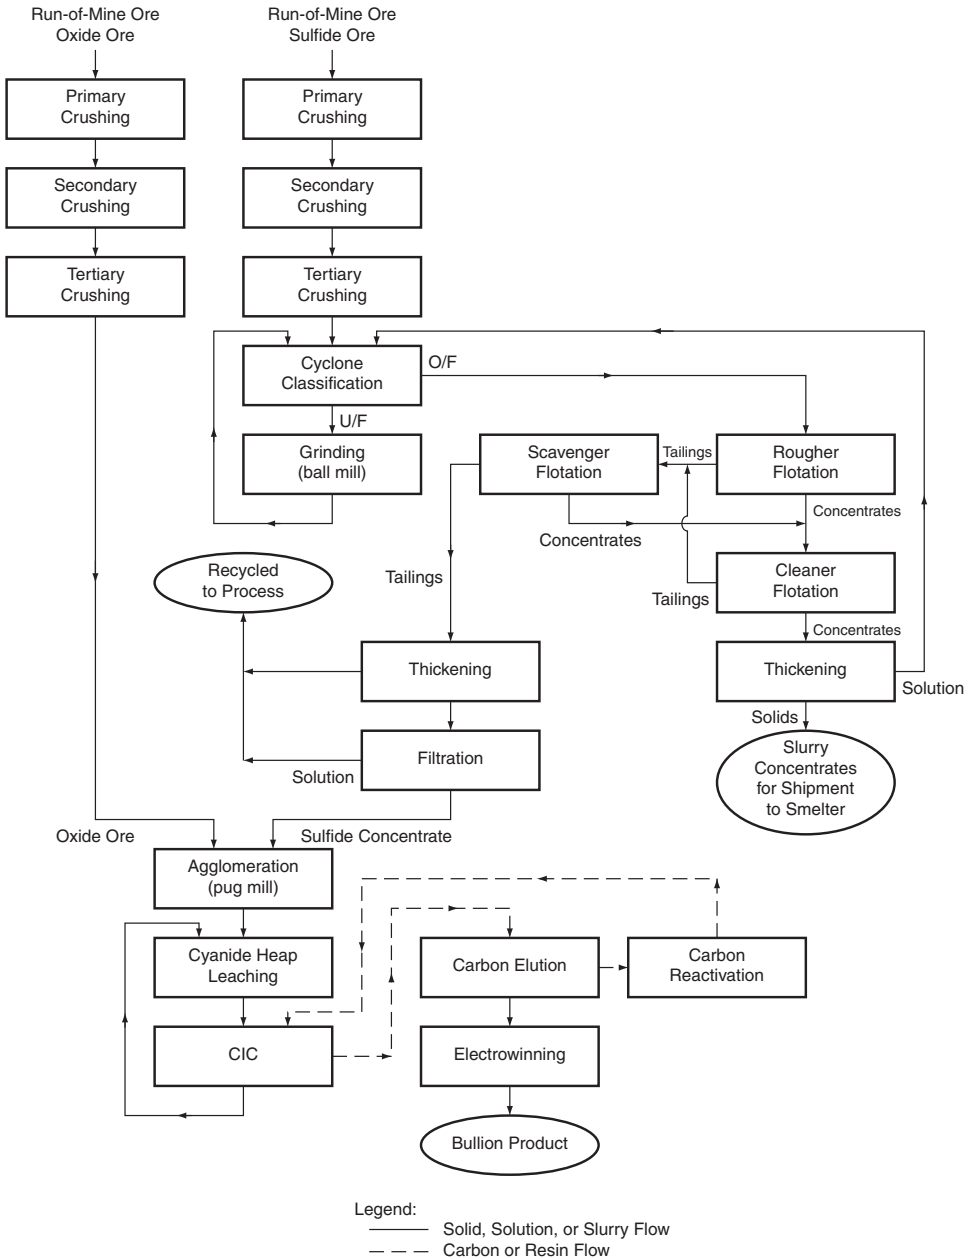 Run-of-Mine Ore
Oxide Ore
Run-of-Mine Ore
Sulfide Ore
Primary
Crushing
Primary
Crushing
Secondary
Crushing
Secondary
Crushing
Tertiary
Crushing
Tertiary
Crushing
Cyclone
Classification
O/F
U/F
Grinding
(ball mill)
Scavenger
Flotation
Tailings
Rougher
Flotation
Concentrates
Concentrates
Recycled
to Process
Tailings
Cleaner
Flotation
Tailings
Concentrates
Thickening
Thickening
Solution
Solids
Filtration
Solution
Slurry
Concentrates
for Shipment
to Smelter
Oxide Ore
Sulfide Concentrate
Agglomeration
(pug mill)
Cyanide Heap
Leaching
Carbon Elution
Carbon
Reactivation
CIC
Electrowinning
Bullion Product
Legend:
Solid, Solution, or Slurry Flow
Carbon or Resin Flow